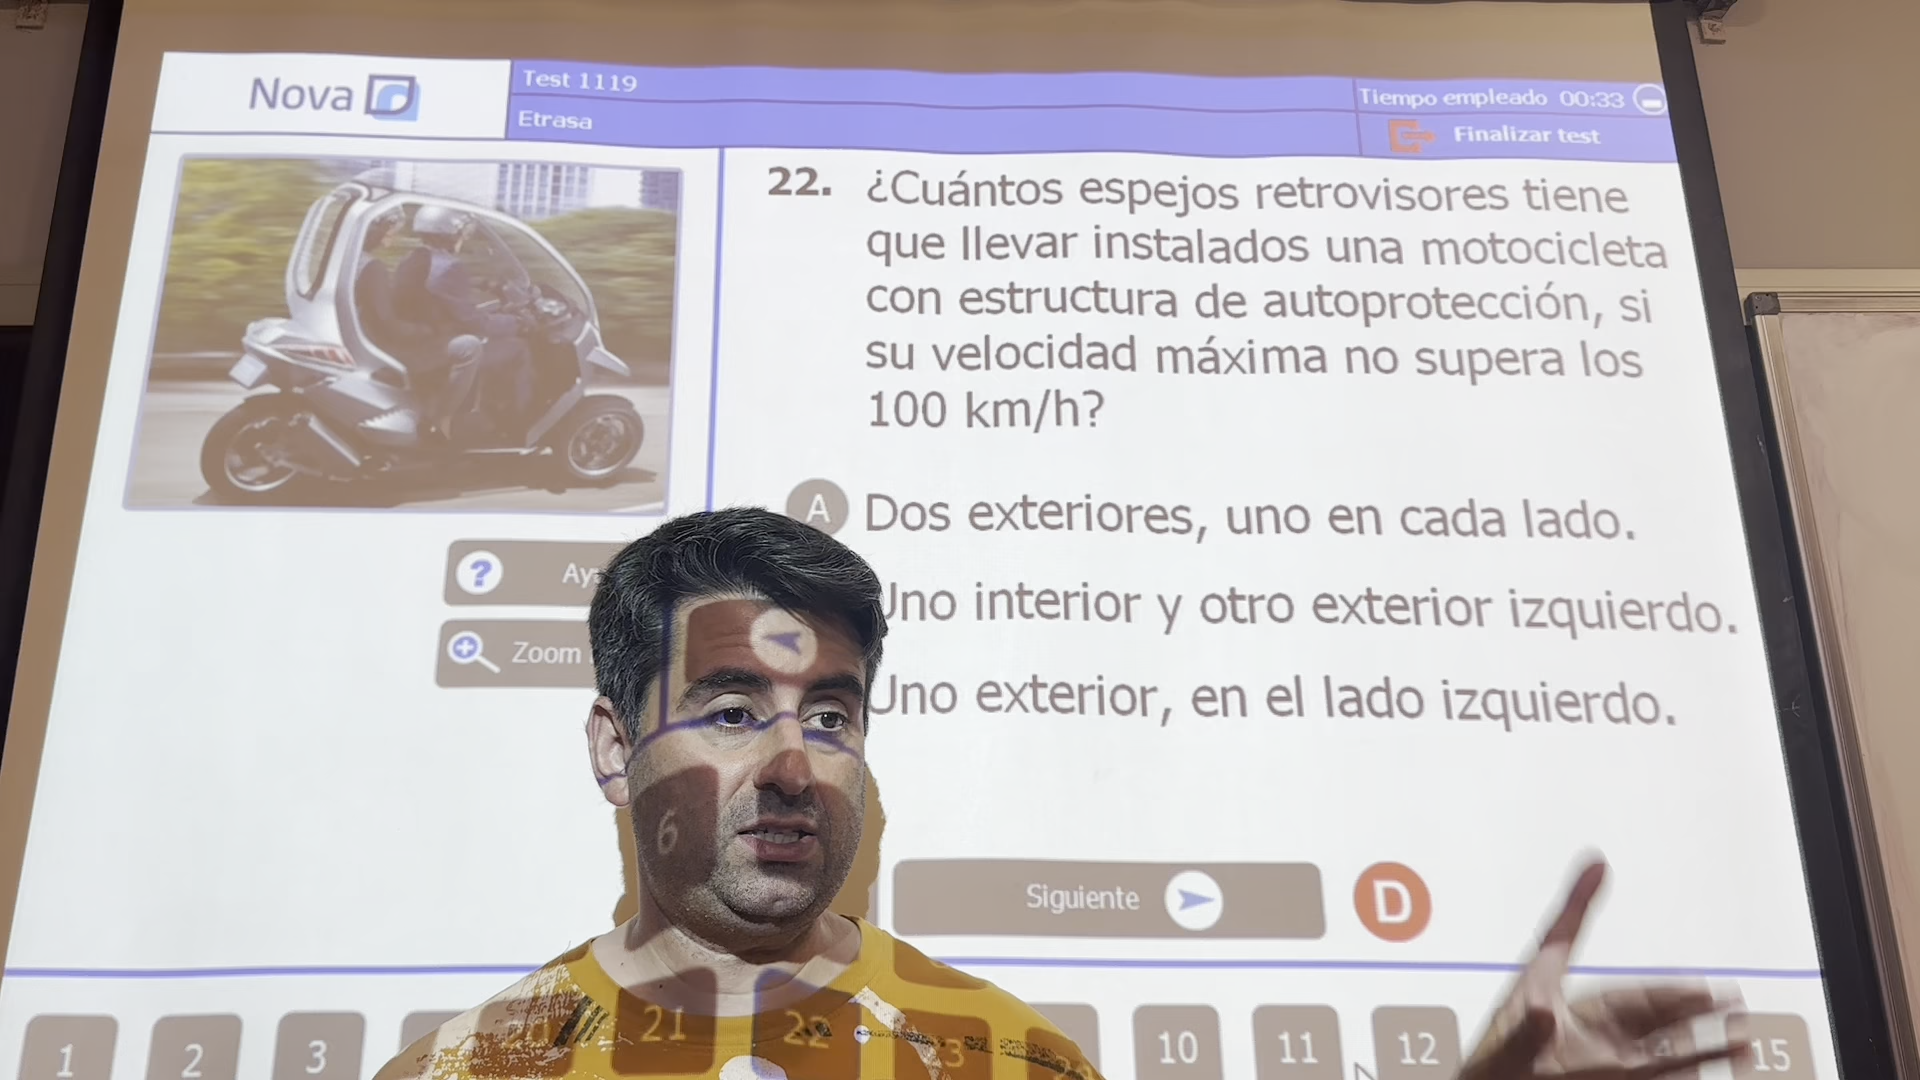 Nova
Test 1119
Etrasa
Tiempo empleado 00:33
Finalizar test
22. ¿Cuántos espejos retrovisores tiene
que llevar instalados una motocicleta
con estructura de autoprotección, si
su velocidad máxima no supera los
100 km/h?
A Dos exteriores, uno en cada lado.
Uno interior y otro exterior izquierdo.
Uno exterior, en el lado izquierdo.
?
Zoom
Siguiente
D
6
20 21 22
1 2 3 10 11 12 14 15